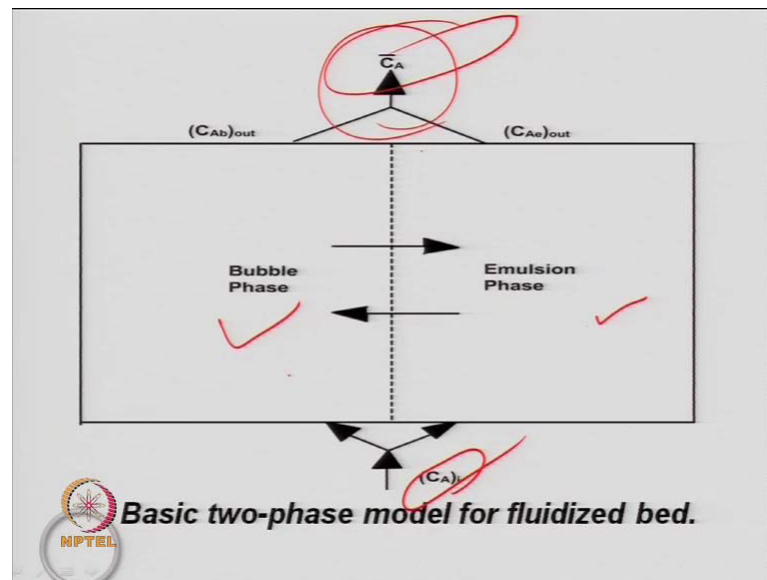 C̅A
(CAb)out (CAe)out
Bubble Emulsion
Phase Phase
(CA)i
Basic two-phase model for fluidized bed.
NPTEL